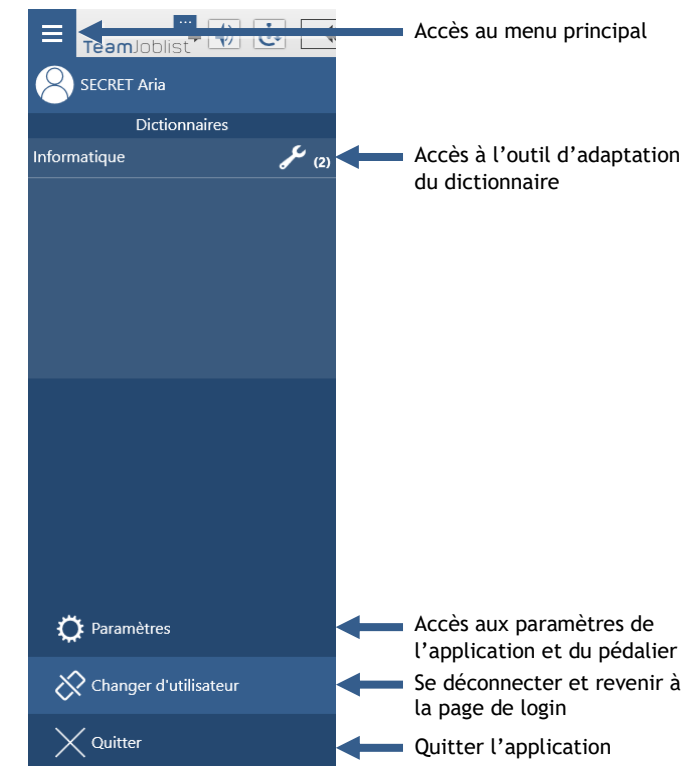 Accès au menu principal
TeamJoblist
SECRET Aria
Dictionnaires
Informatique
(2)
Accès à l’outil d’adaptation
du dictionnaire
Paramètres
Accès aux paramètres de
l’application et du pédalier
Changer d'utilisateur
Se déconnecter et revenir à
la page de login
Quitter
Quitter l’application